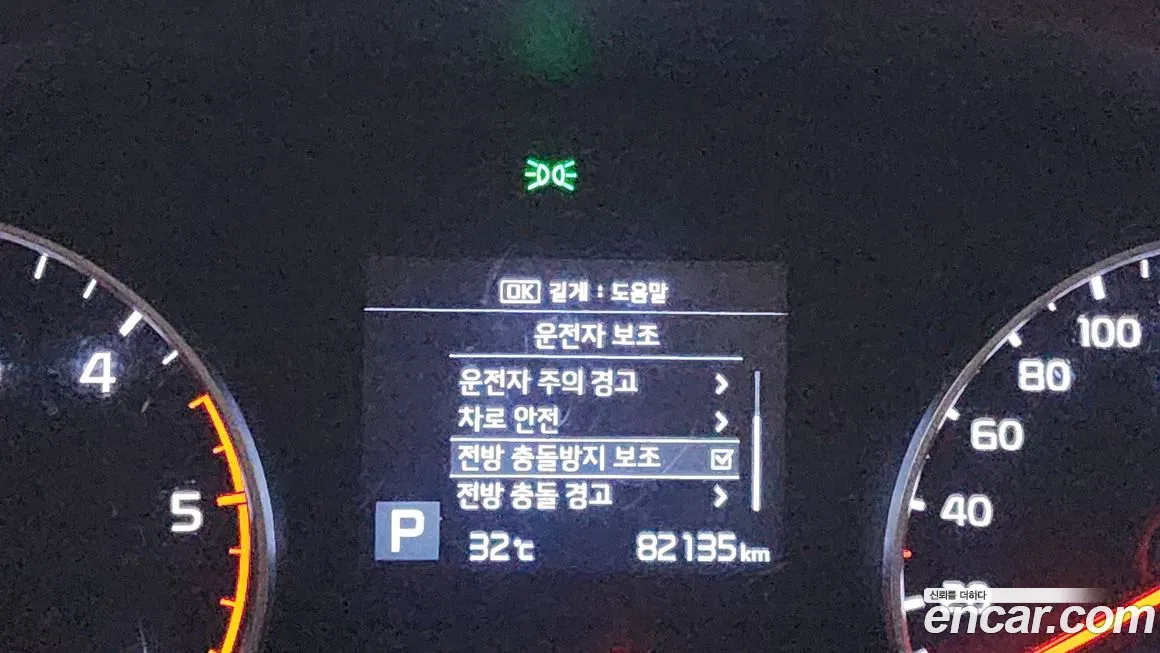 OK 길게 : 도움말
운전자 보조
운전자 주의 경고
차로 안전
전방 충돌방지 보조
전방 충돌 경고
P
32℃ 82135 km
4
5
100
80
60
40
20
신뢰를 더하다
encar.com